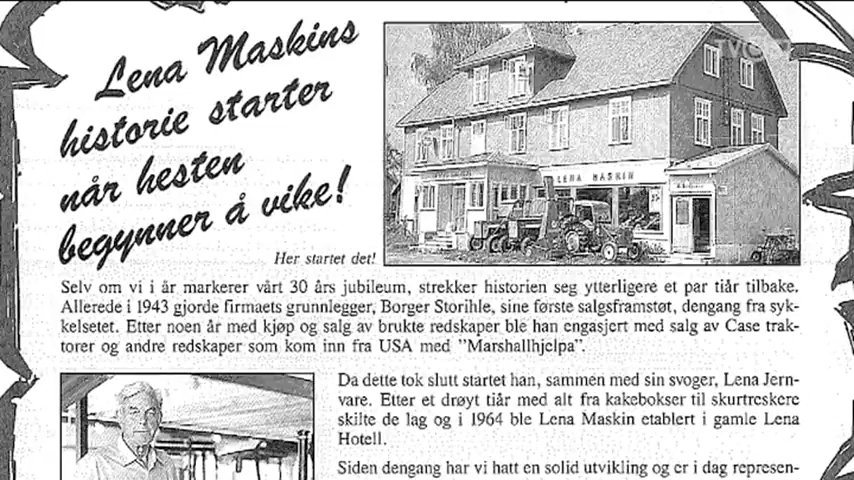 Lena Maskins
historie starter
når hesten
begynner å vike!
LENA MASKIN
Her startet det!
Selv om vi i år markerer vårt 30 års jubileum, strekker historien seg ytterligere et par tiår tilbake.
Allerede i 1943 gjorde firmaets grunnlegger, Borger Storihle, sine første salgsframstøt, dengang fra syk-
kelsetet. Etter noen år med kjøp og salg av brukte redskaper ble han engasjert med salg av Case trak-
torer og andre redskaper som kom inn fra USA med "Marshallhjelpa".
Da dette tok slutt startet han, sammen med sin svoger, Lena Jern-
vare. Etter et drøyt tiår med alt fra kakebokser til skurtreskere
skilte de lag og i 1964 ble Lena Maskin etablert i gamle Lena
Hotell.
Siden dengang har vi hatt en solid utvikling og er i dag represen-